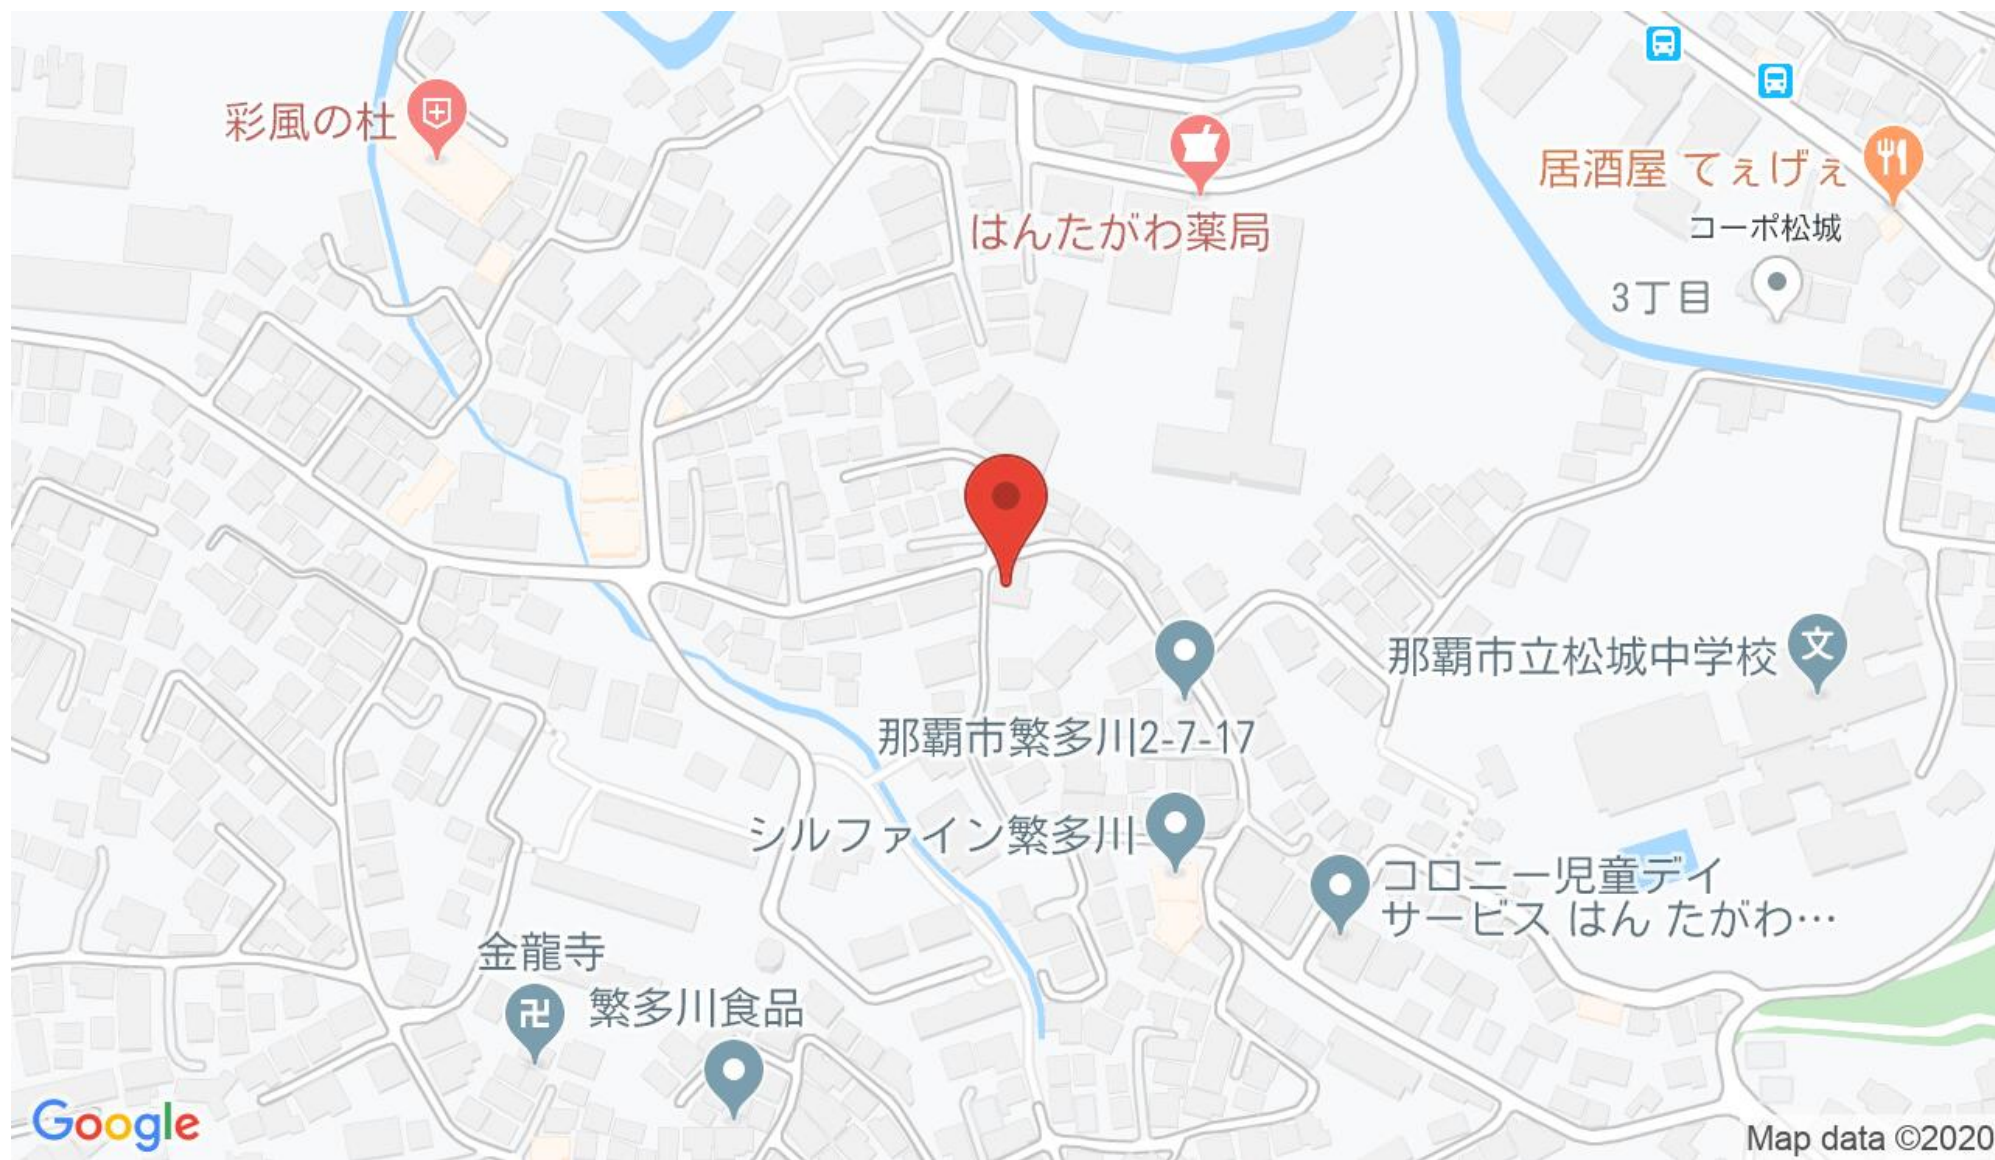 彩風の杜
はんたがわ薬局
居酒屋 てぇげぇ
コーポ松城
3丁目
那覇市立松城中学校
文
那覇市繁多川2-7-17
シルファイン繁多川
コロニー児童デイ
サービス はん たがわ…
金龍寺
卍
繁多川食品
Google
Map data ©2020